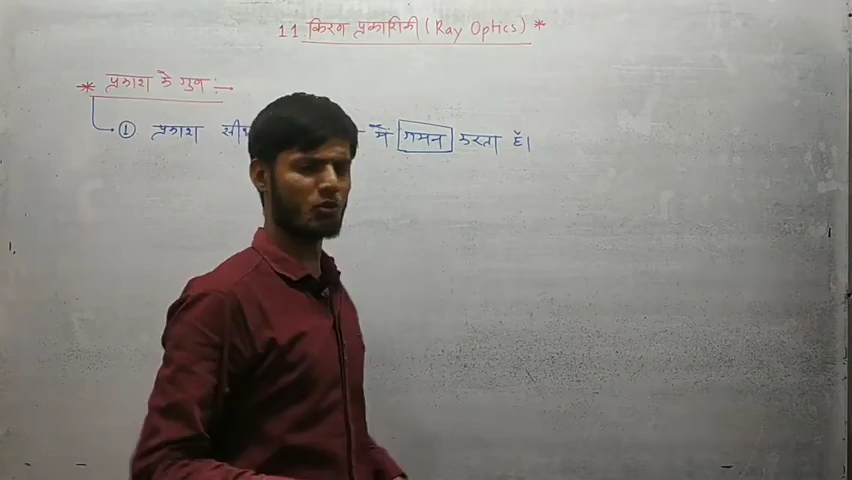 11 किरण प्रकाशिकी (Ray Optics) *
* प्रकाश के गुण :→
① प्रकाश में गमन करता है।